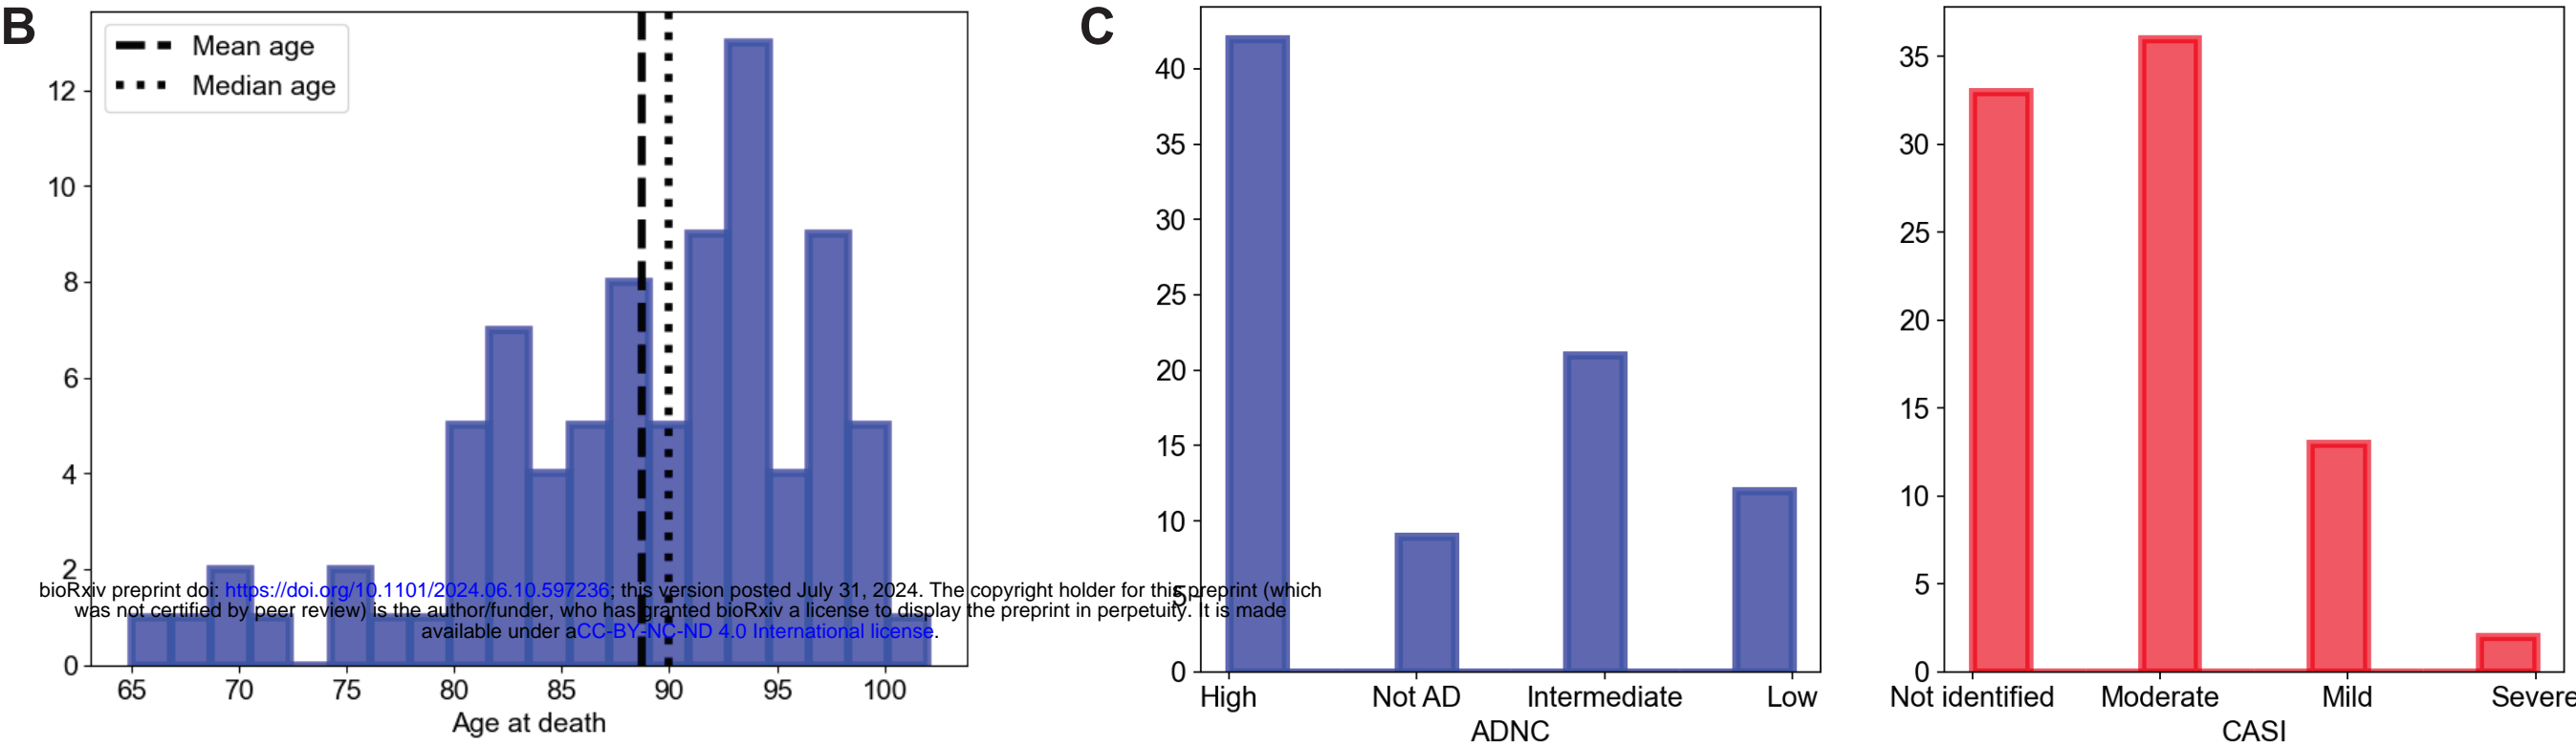 B
Mean age
Median age
12
10
8
6
4
2
0
65 70 75 80 85 90 95 100
Age at death
bioRxiv preprint doi: https://doi.org/10.1101/2024.06.10.597236; this version posted July 31, 2024. The copyright holder for this preprint (which
was not certified by peer review) is the author/funder, who has granted bioRxiv a license to display the preprint in perpetuity. It is made
available under aCC-BY-NC-ND 4.0 International license.
C
40
35
30
25
20
15
10
5
0
High Not AD Intermediate Low
ADNC
35
30
25
20
15
10
5
0
Not identified Moderate Mild Severe
CASI